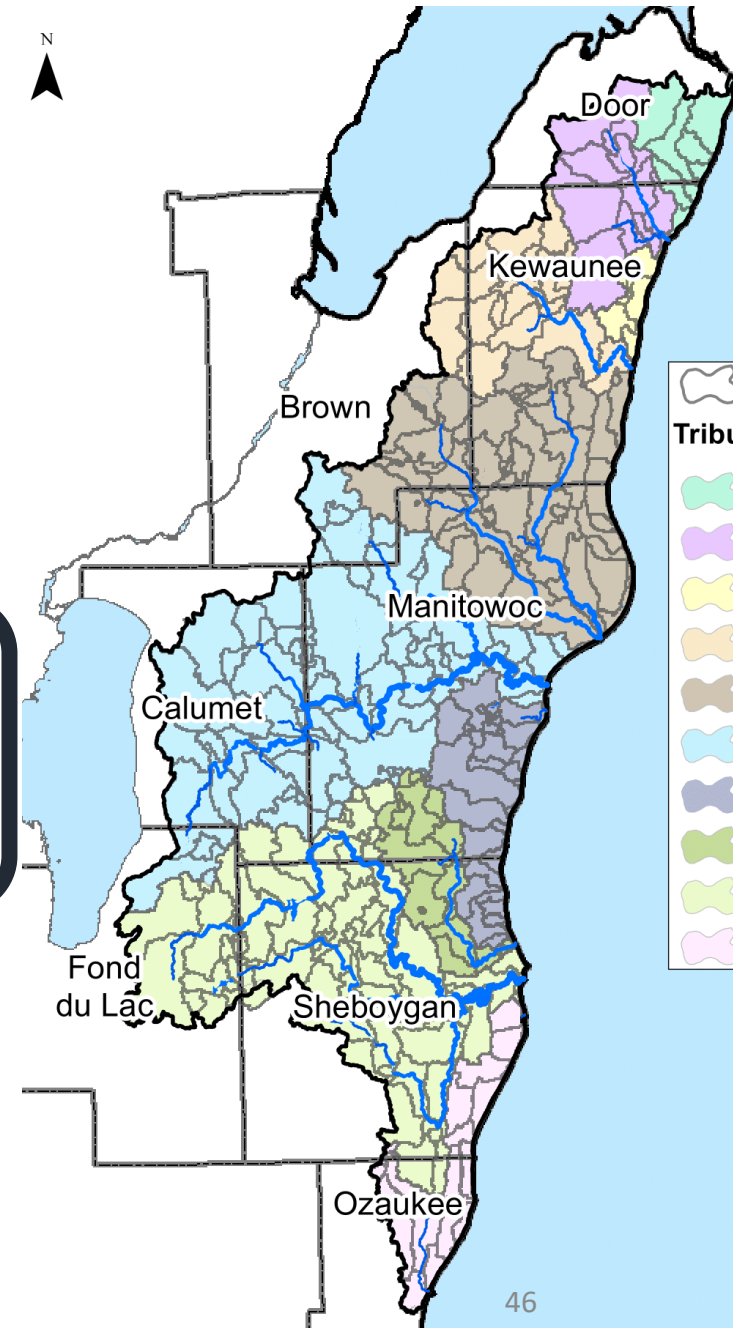 N
Door
Kewaunee
Brown
Tribu
Manitowoc
Calumet
Fond
du Lac
Sheboygan
Ozaukee
46